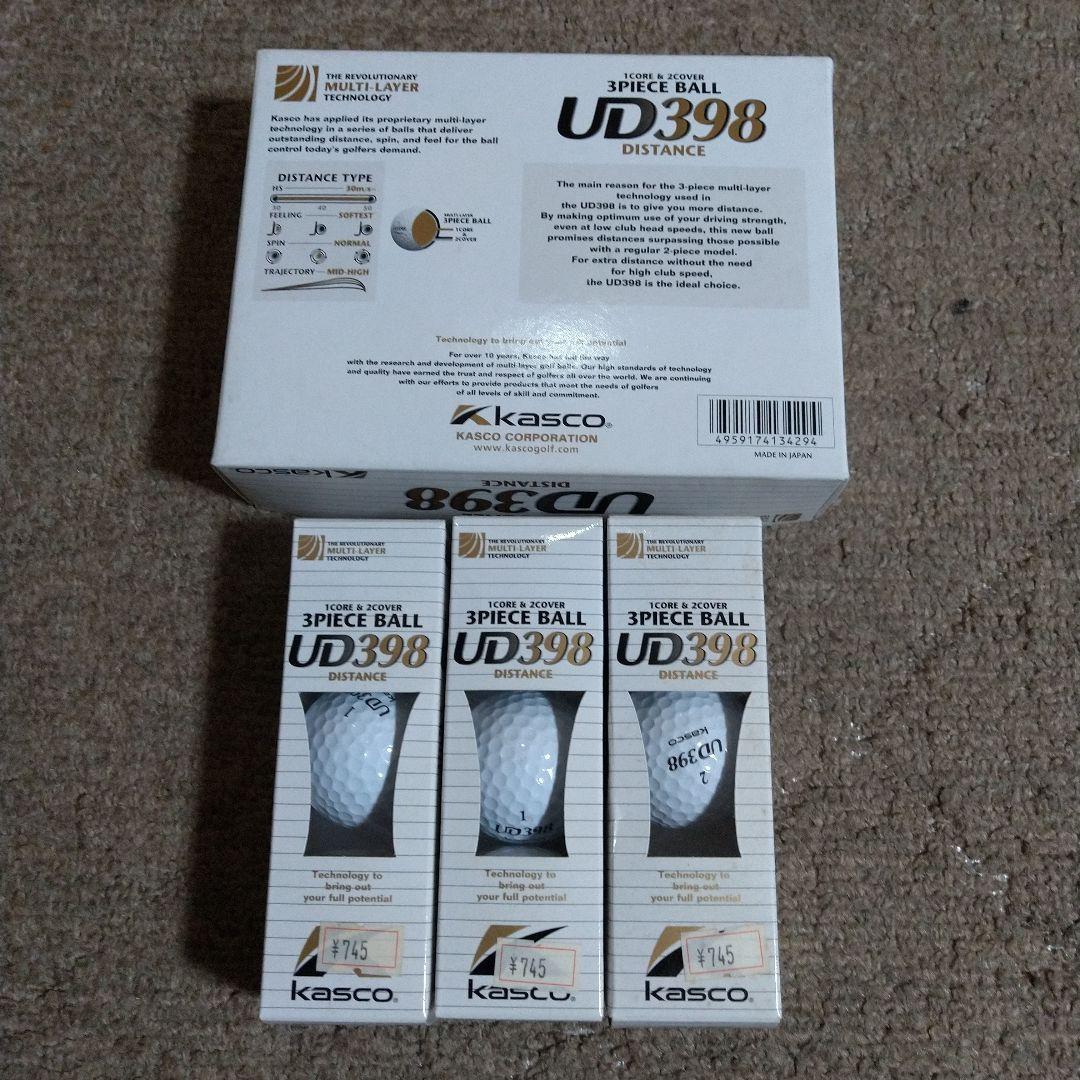 THE REVOLUTIONARY
MULTI-LAYER
TECHNOLOGY
Kasco has applied its proprietary multi-layer
technology in a series of balls that deliver
outstanding distance, spin, and feel for the ball
control today's golfers demand.
DISTANCE TYPE
HS 30m/s~
30 40 50
FEELING SOFTEST
SPIN NORMAL
TRAJECTORY MID-HIGH
MULTI-LAYER
3PIECE BALL
1CORE
&
2COVER
1CORE & 2COVER
3PIECE BALL
UD398
DISTANCE
The main reason for the 3-piece multi-layer
technology used in
the UD398 is to give you more distance.
By making optimum use of your driving strength,
even at low club head speeds, this new ball
promises distances surpassing those possible
with a regular 2-piece model.
For extra distance without the need
for high club speed,
the UD398 is the ideal choice.
Technology to bring out your full potential
For over 10 years, Kasco has led the way
with the research and development of multi-layer golf balls. Our high standards of technology
and quality have earned the trust and respect of golfers all over the world. We are continuing
with our efforts to provide products that meet the needs of golfers
of all levels of skill and commitment.
kasco®
KASCO CORPORATION
www.kascogolf.com
4959174134294
MADE IN JAPAN
kasco
DISTANCE
UD398
THE REVOLUTIONARY
MULTI-LAYER
TECHNOLOGY
1CORE & 2COVER
3PIECE BALL
UD398
DISTANCE
1
Technology to
bring out
your full potential
¥745
kasco®
THE REVOLUTIONARY
MULTI-LAYER
TECHNOLOGY
1CORE & 2COVER
3PIECE BALL
UD398
DISTANCE
1
UD398
Technology to
bring out
your full potential
¥745
kasco®
THE REVOLUTIONARY
MULTI-LAYER
TECHNOLOGY
1CORE & 2COVER
3PIECE BALL
UD398
DISTANCE
kasco
UD398
2
Technology to
bring out
your full potential
¥745
kasco®